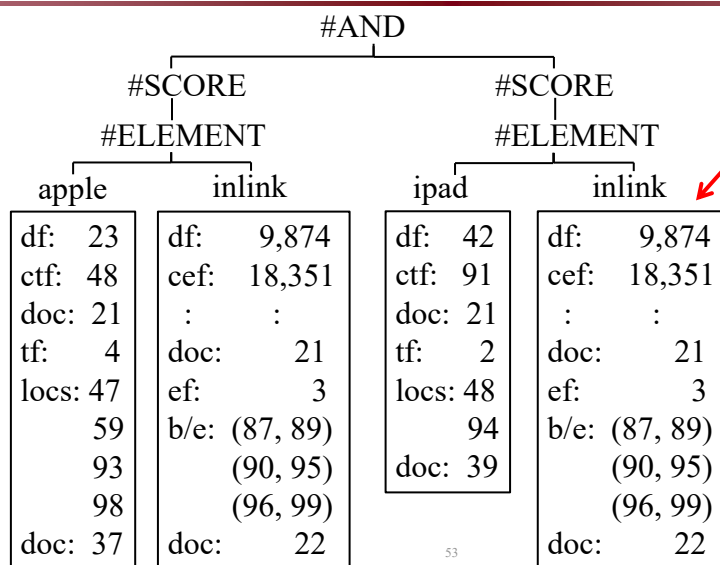 #AND
#SCORE #SCORE
#ELEMENT #ELEMENT
apple inlink ipad inlink
df: 23 df: 9,874 df: 42 df: 9,874
ctf: 48 cef: 18,351 ctf: 91 cef: 18,351
doc: 21 : : doc: 21 : :
tf: 4 doc: 21 tf: 2 doc: 21
locs: 47 ef: 3 locs: 48 ef: 3
59 b/e: (87, 89) 94 b/e: (87, 89)
93 (90, 95) doc: 39 (90, 95)
98 (96, 99) (96, 99)
doc: 37 doc: 22 53 doc: 22